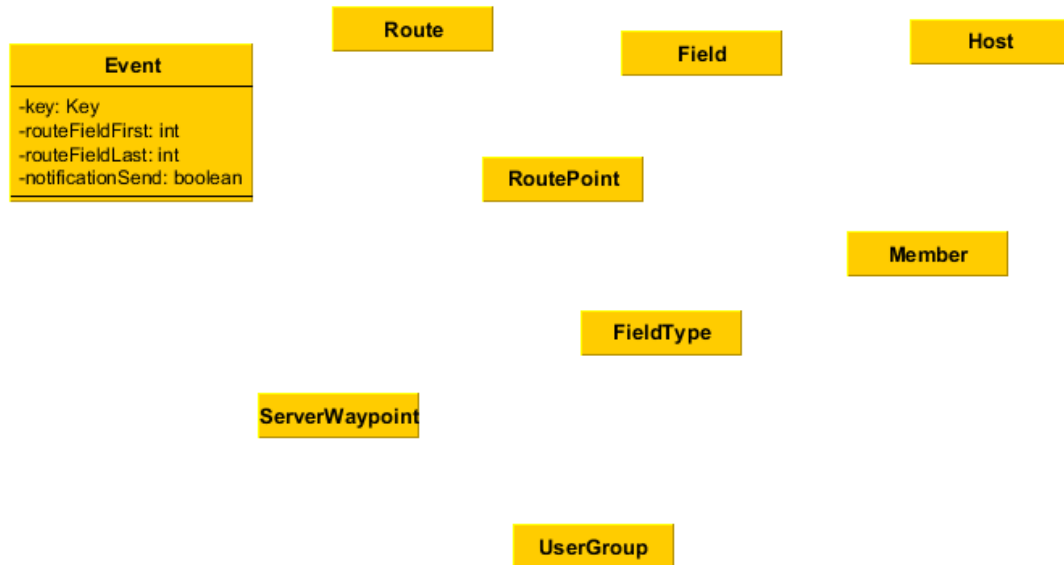 Route
Field
Host
Event
-key: Key
-routeFieldFirst: int
-routeFieldLast: int
-notificationSend: boolean
RoutePoint
Member
FieldType
ServerWaypoint
UserGroup